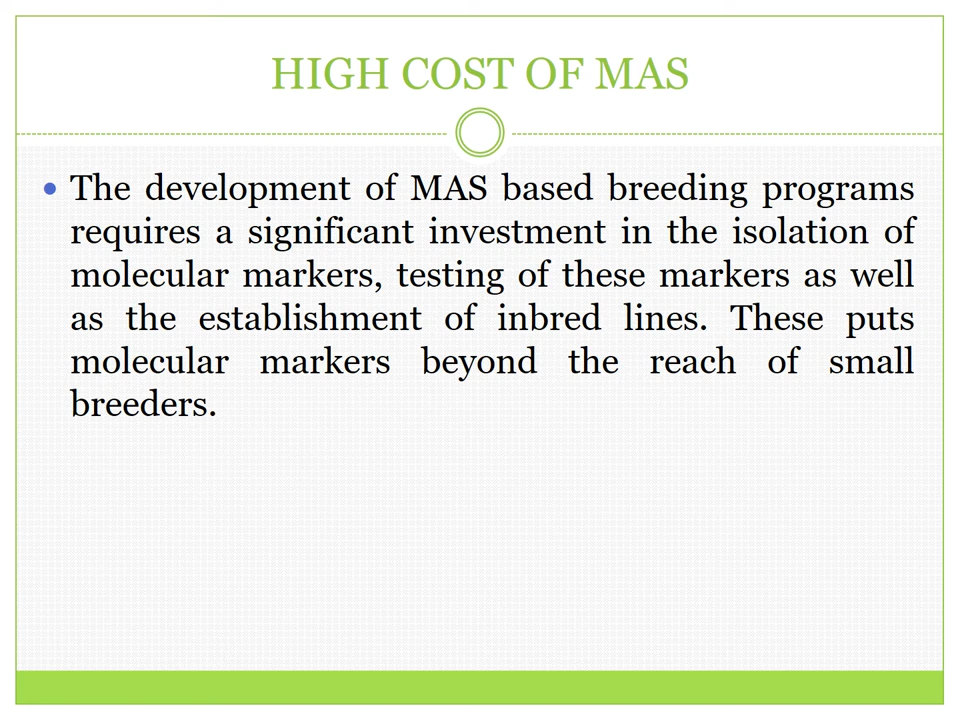 HIGH COST OF MAS
• The development of MAS based breeding programs
requires a significant investment in the isolation of
molecular markers, testing of these markers as well
as the establishment of inbred lines. These puts
molecular markers beyond the reach of small
breeders.